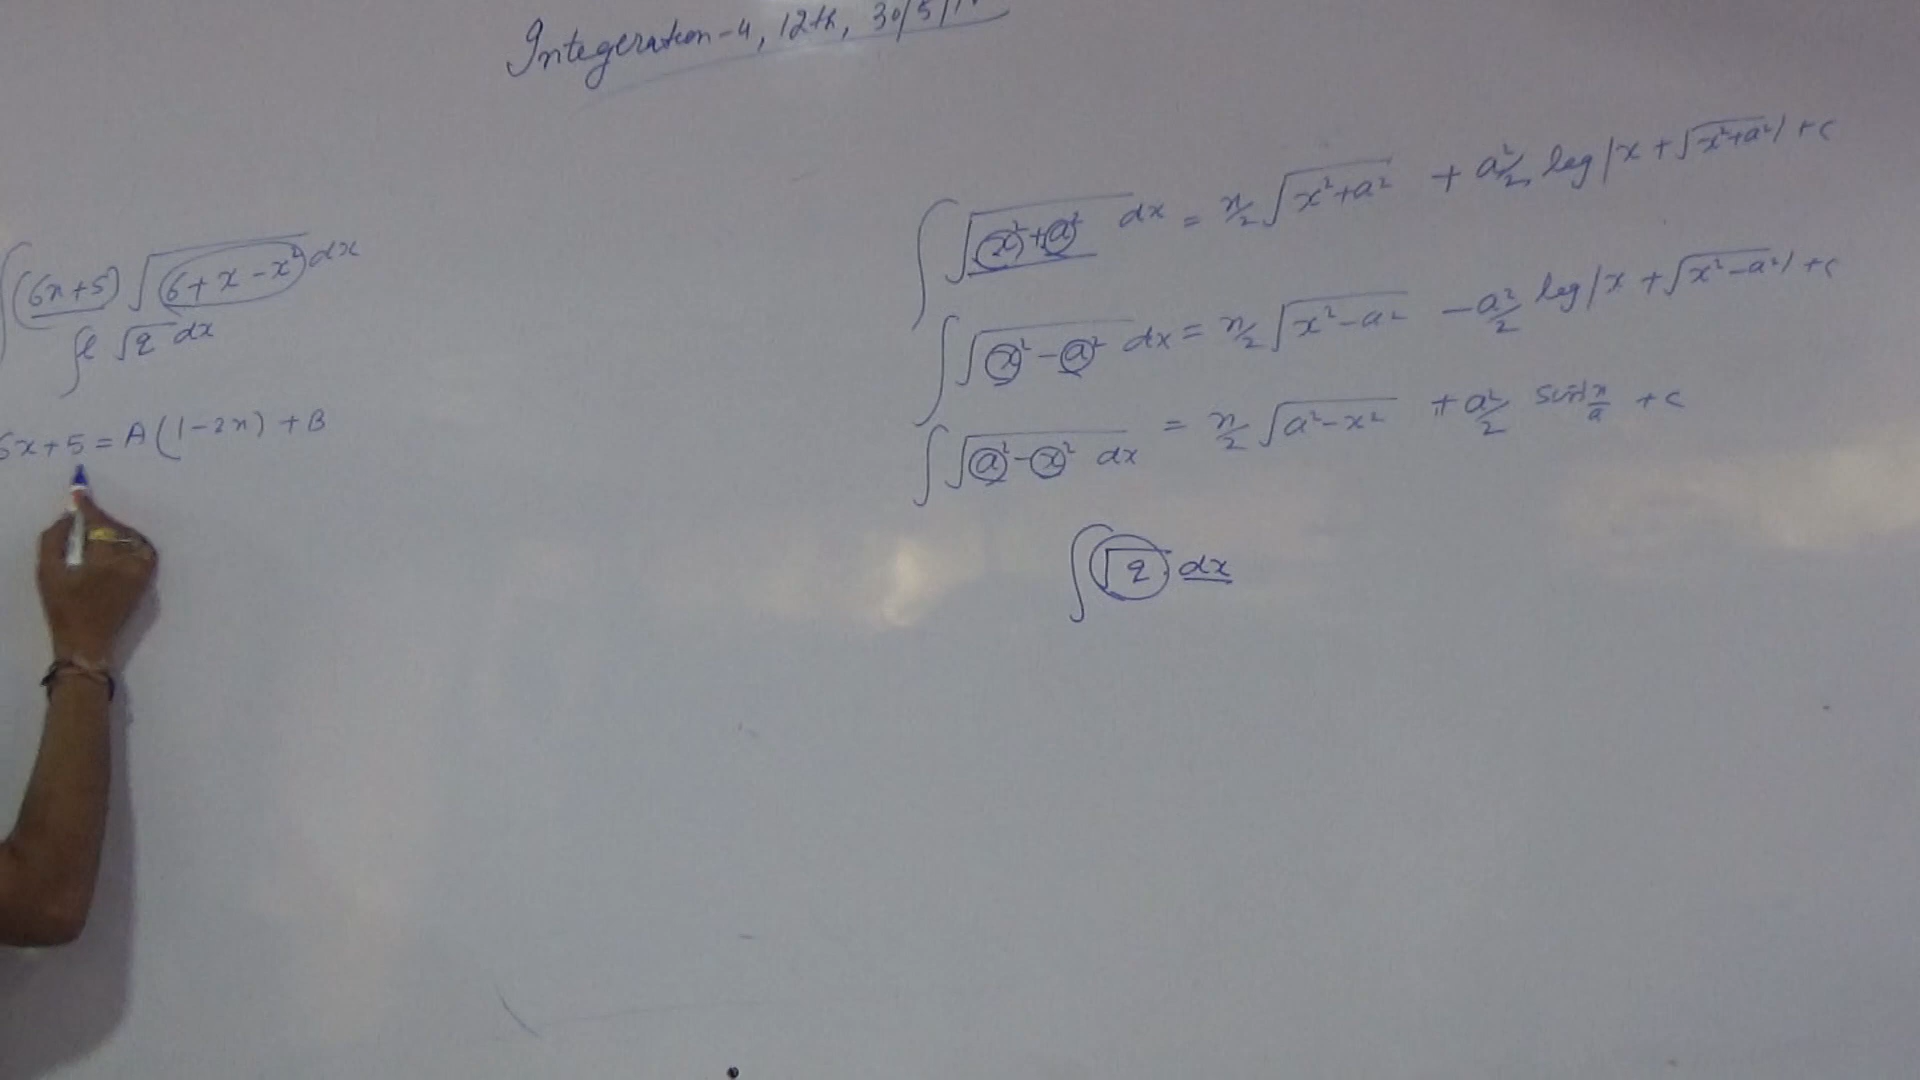 Integeration-4, 12th, 30/5/1
∫(6x+5) √(6+x-x²) dx
∫l √q dx
6x+5 = A(1-2x) + B
∫√(x²+a²) dx = x/2 √(x²+a²) + a²/2 log|x + √(x²+a²)| + c
∫√(x²-a²) dx = x/2 √(x²-a²) - a²/2 log|x + √(x²-a²)| + c
∫√(a²-x²) dx = x/2 √(a²-x²) + a²/2 sin⁻¹ x/a + c
∫√q dx